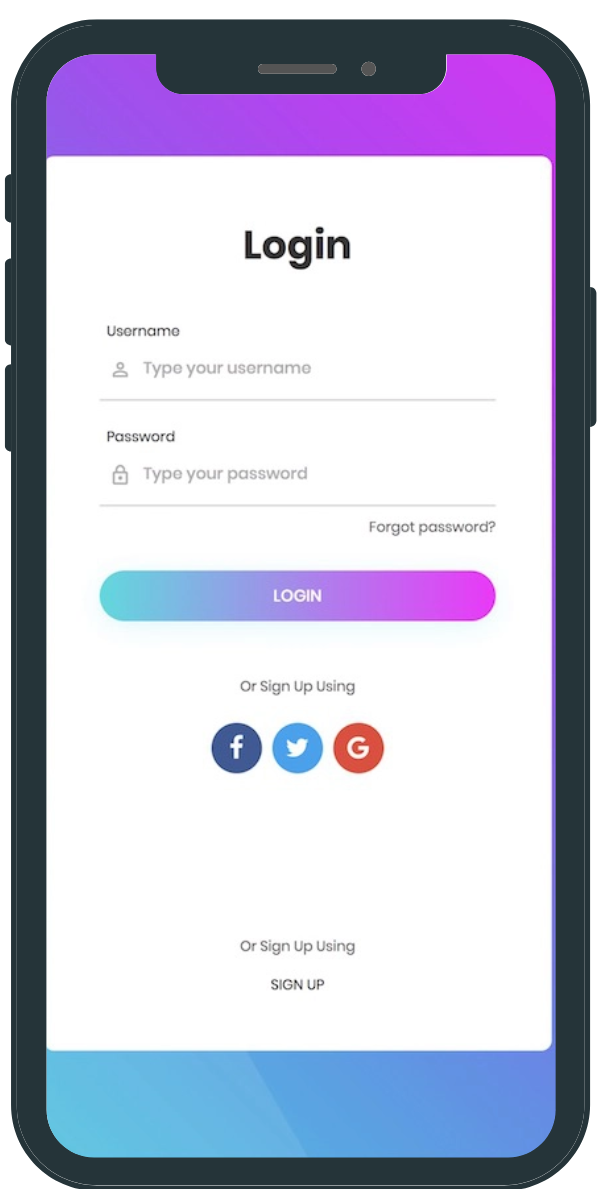 Login
Username
Type your username
Password
Type your password
Forgot password?
LOGIN
Or Sign Up Using
Or Sign Up Using
SIGN UP